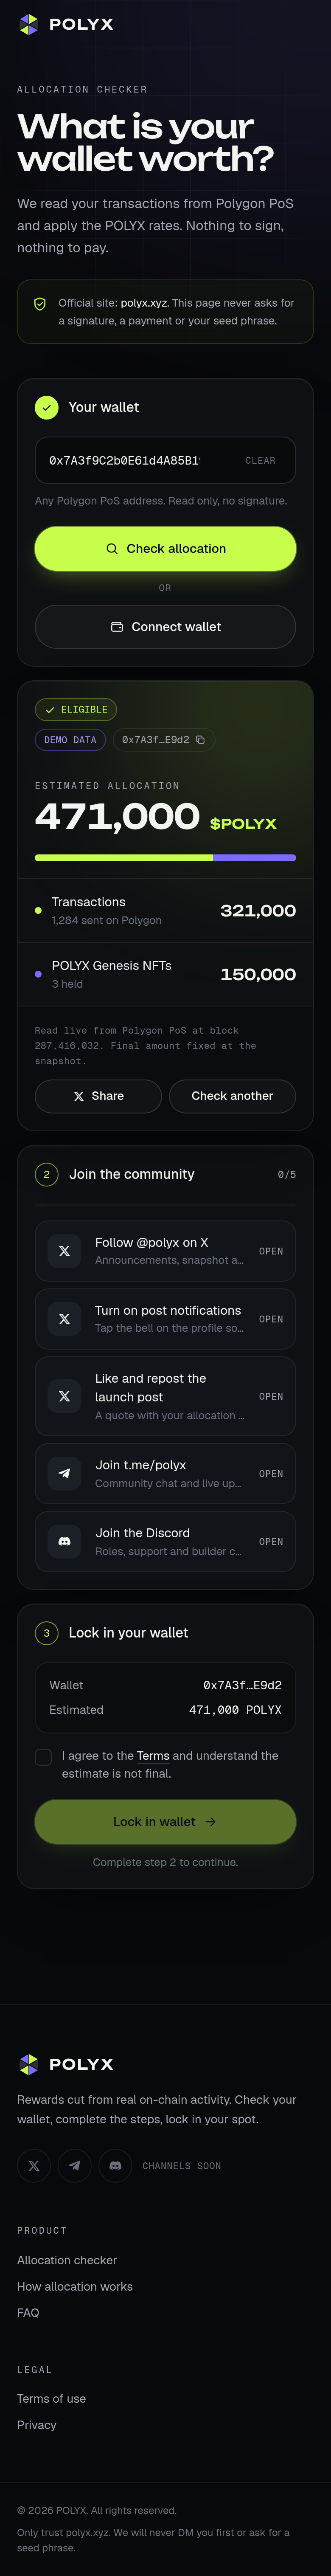 POLYX
ALLOCATION CHECKER
What is your
wallet worth?
We read your transactions from Polygon PoS
and apply the POLYX rates. Nothing to sign,
nothing to pay.
Official site: polyx.xyz. This page never asks for
a signature, a payment or your seed phrase.
Your wallet
0x7A3f9C2b0E61d4A85B1
CLEAR
Any Polygon PoS address. Read only, no signature.
Check allocation
OR
Connect wallet
ELIGIBLE
DEMO DATA
0x7A3f…E9d2
ESTIMATED ALLOCATION
471,000 $POLYX
Transactions
1,284 sent on Polygon
321,000
POLYX Genesis NFTs
3 held
150,000
Read live from Polygon PoS at block
287,416,032. Final amount fixed at the
snapshot.
Share
Check another
2
Join the community
0/5
Follow @polyx on X
Announcements, snapshot a…
OPEN
Turn on post notifications
Tap the bell on the profile so…
OPEN
Like and repost the
launch post
A quote with your allocation …
OPEN
Join t.me/polyx
Community chat and live up…
OPEN
Join the Discord
Roles, support and builder c…
OPEN
3
Lock in your wallet
Wallet
0x7A3f…E9d2
Estimated
471,000 POLYX
I agree to the Terms and understand the
estimate is not final.
Lock in wallet
Complete step 2 to continue.
POLYX
Rewards cut from real on-chain activity. Check your
wallet, complete the steps, lock in your spot.
CHANNELS SOON
PRODUCT
Allocation checker
How allocation works
FAQ
LEGAL
Terms of use
Privacy
© 2026 POLYX. All rights reserved.
Only trust polyx.xyz. We will never DM you first or ask for a
seed phrase.